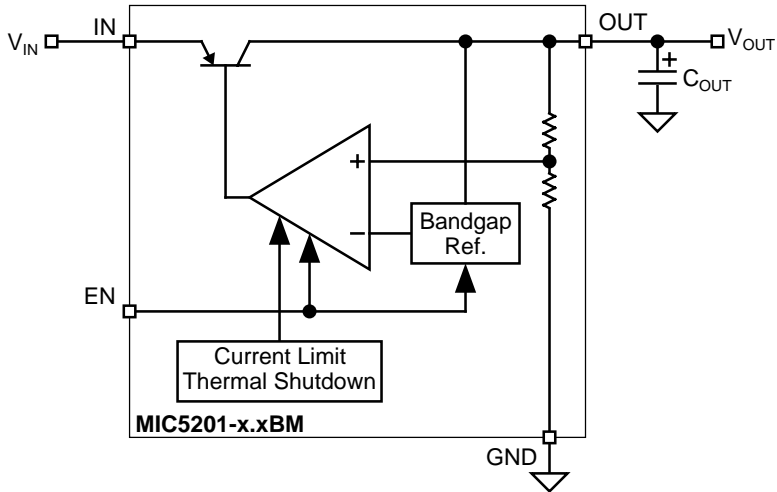 IN
OUT
V_IN
V_OUT
+
C_OUT
+
−
Bandgap
Ref.
EN
Current Limit
Thermal Shutdown
MIC5201-x.xBM
GND